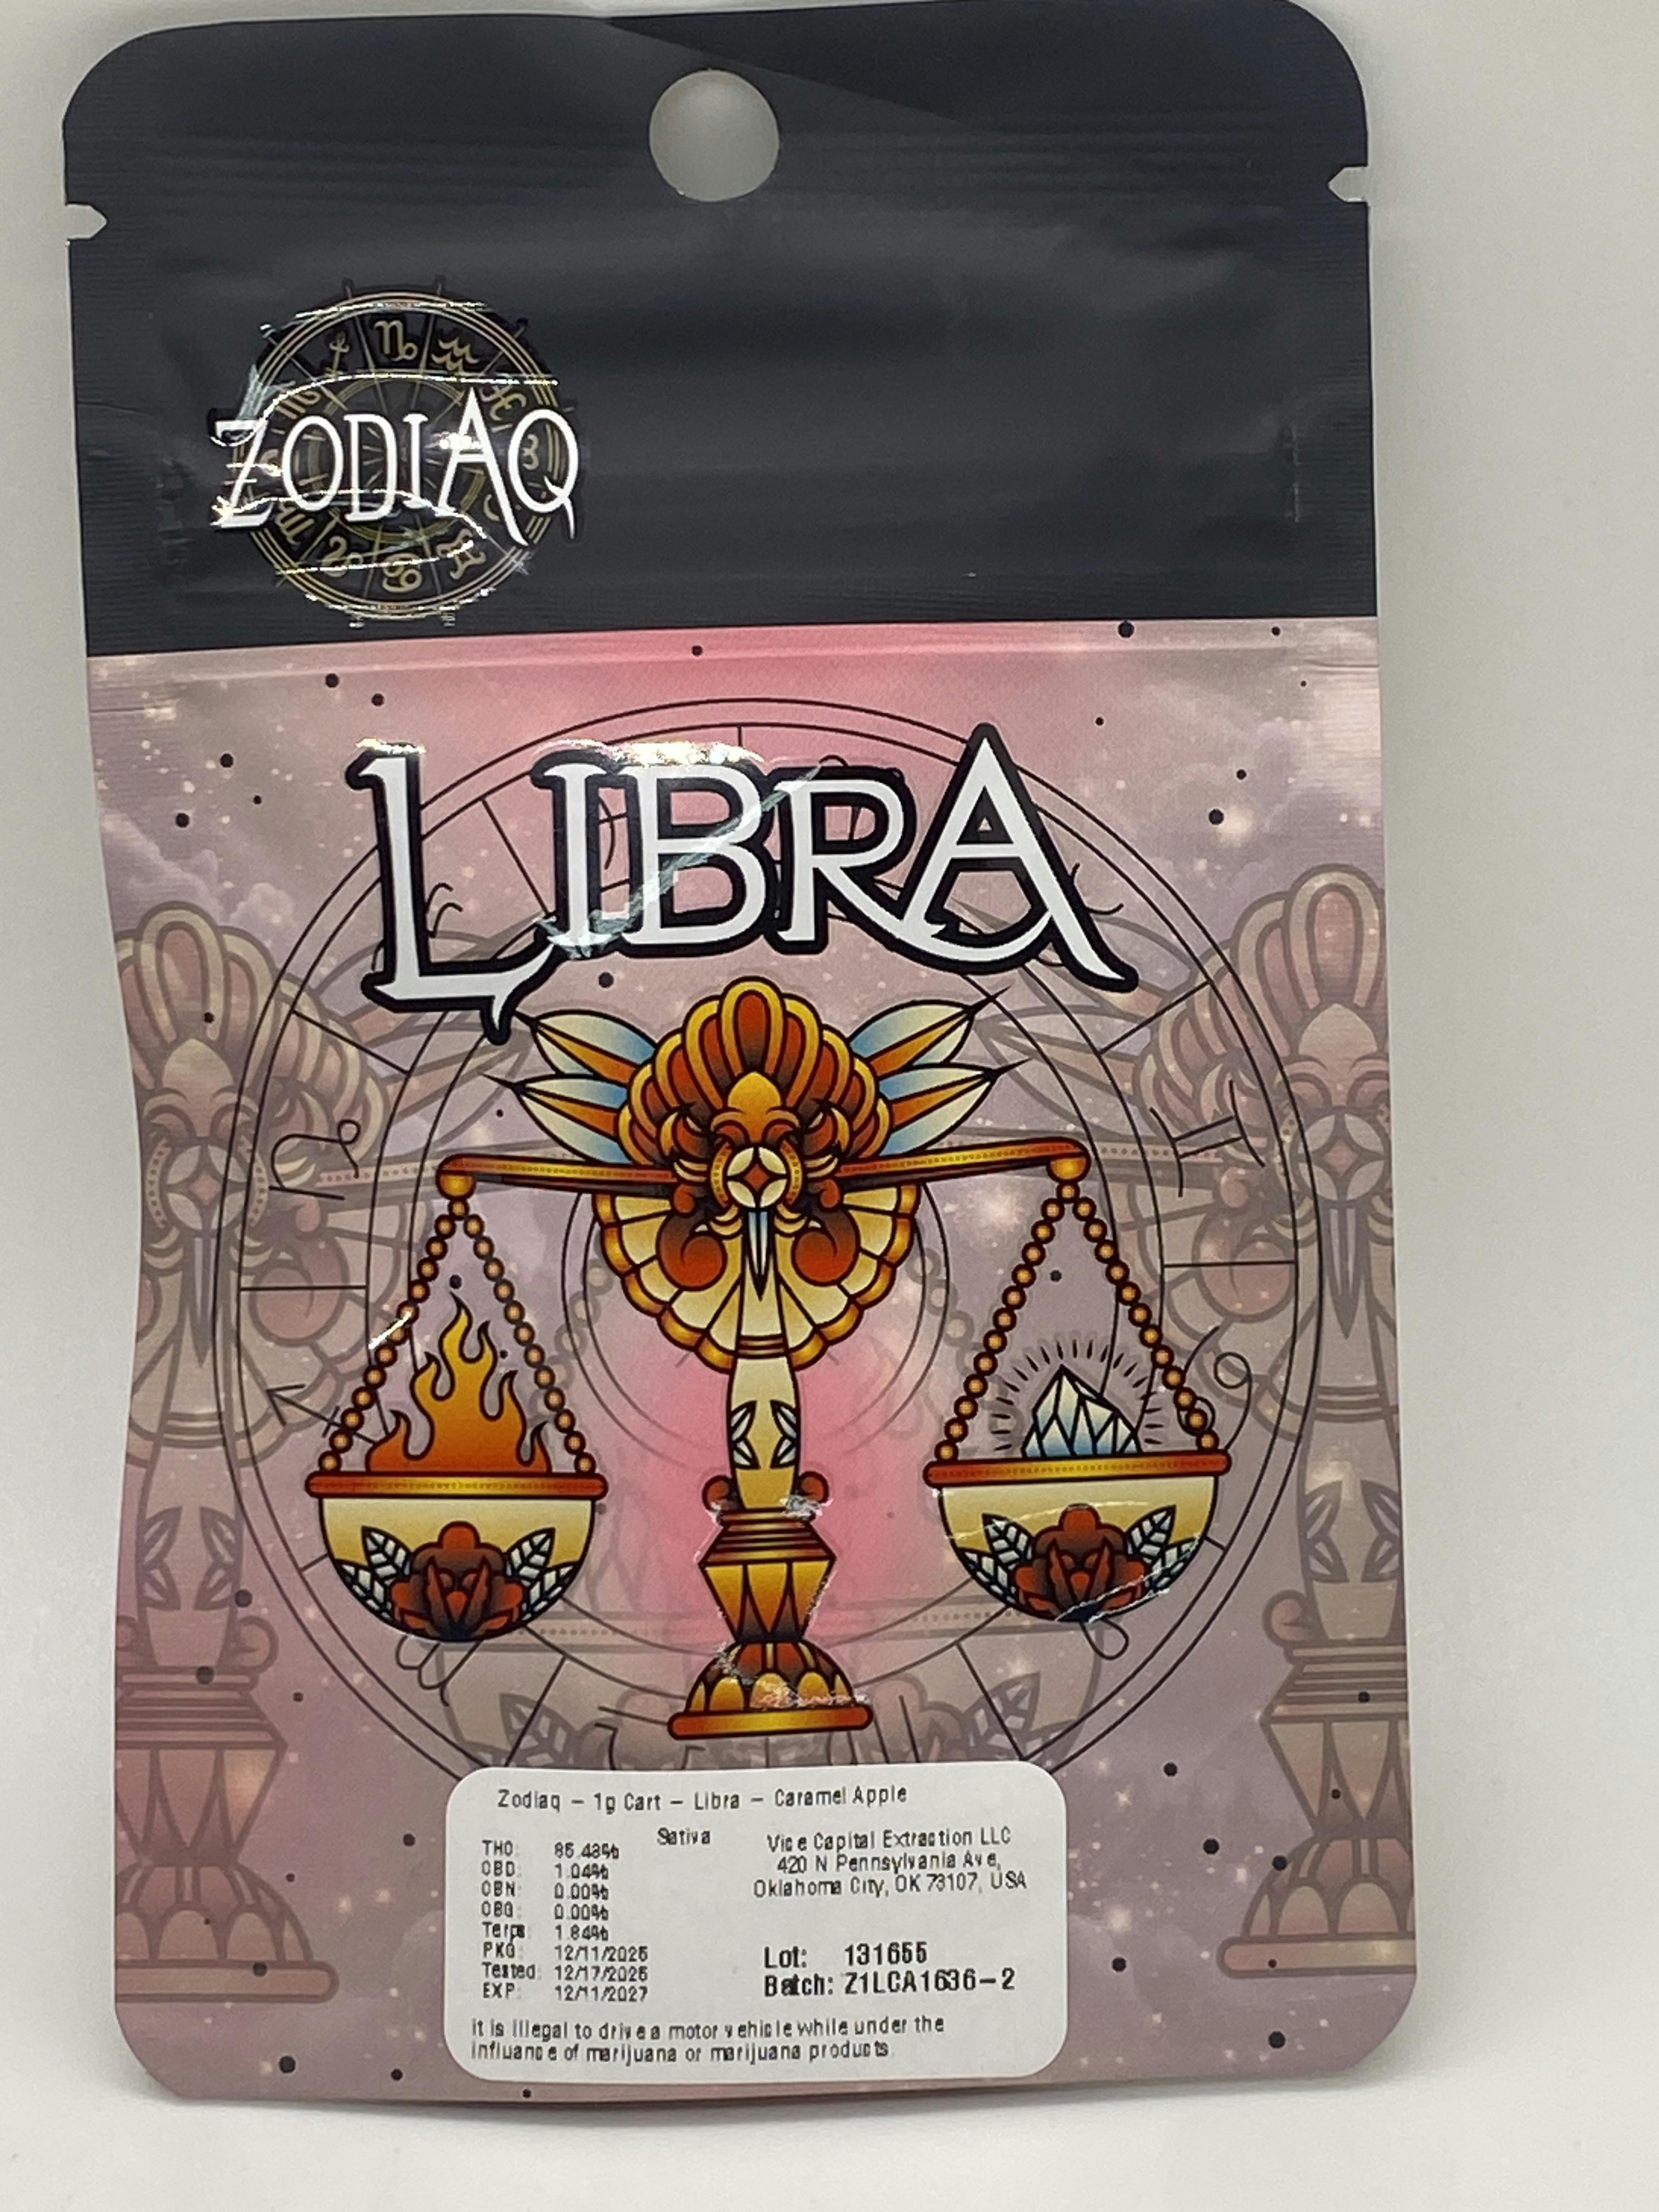 ZODIAQ
LIBRA
Zodiaq – 1g Cart – Libra – Caramel Apple
Sativa
THC: 85.43%
CBD: 1.04%
CBN: 0.00%
CBG: 0.00%
Terps: 1.84%
PKG: 12/11/2025
Tested: 12/17/2025
EXP: 12/11/2027
Vice Capital Extraction LLC
420 N Pennsylvania Ave,
Oklahoma City, OK 73107, USA
Lot: 131655
Batch: Z1LCA1636-2
It is illegal to drive a motor vehicle while under the
influance of marijuana or marijuana products.